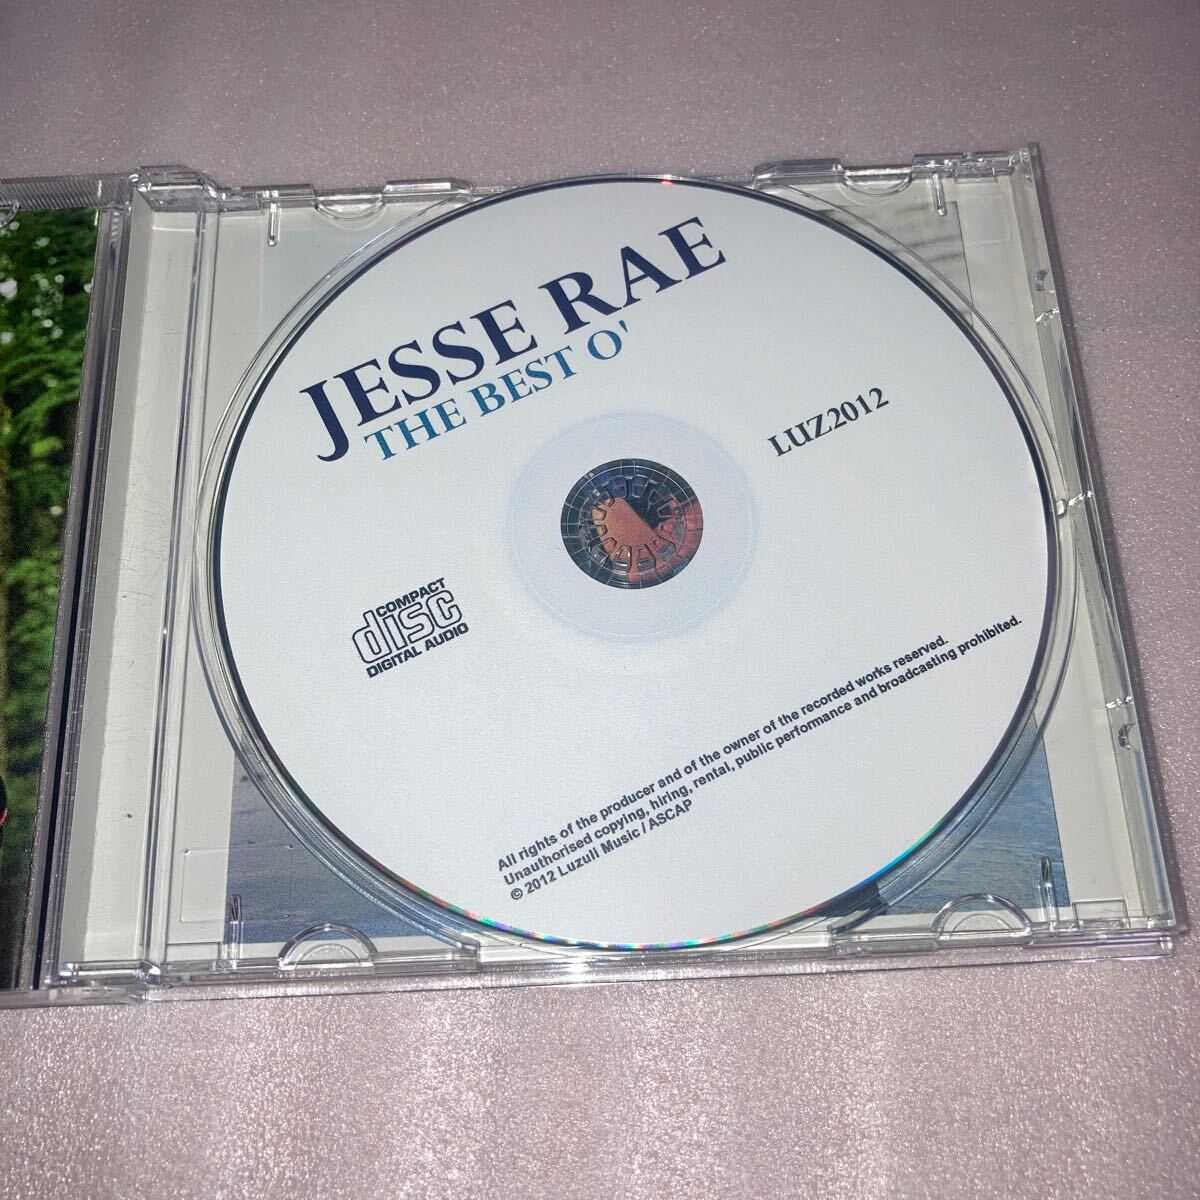 JESSE RAE
THE BEST O'
LUZ2012
COMPACT
disc
DIGITAL AUDIO
All rights of the producer and of the owner of the recorded works reserved.
Unauthorised copying, hiring, rental, public performance and broadcasting prohibited.
© 2012 Luzuli Music / ASCAP